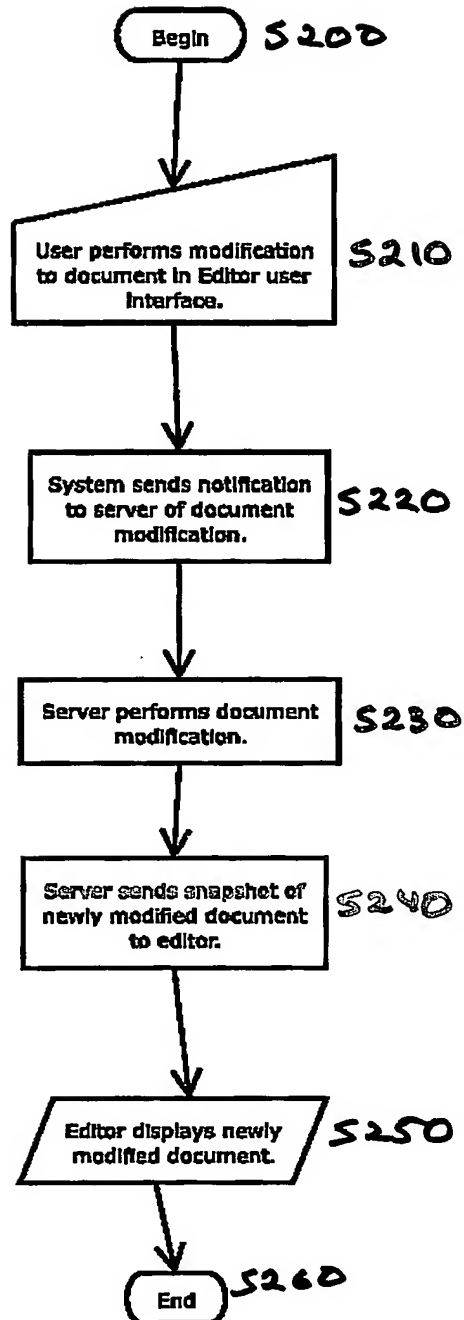 Begin S200
User performs modification
to document in Editor user
interface.
S210
System sends notification
to server of document
modification.
S220
Server performs document
modification.
S230
Server sends snapshot of
newly modified document
to editor.
S240
Editor displays newly
modified document.
S250
End S260